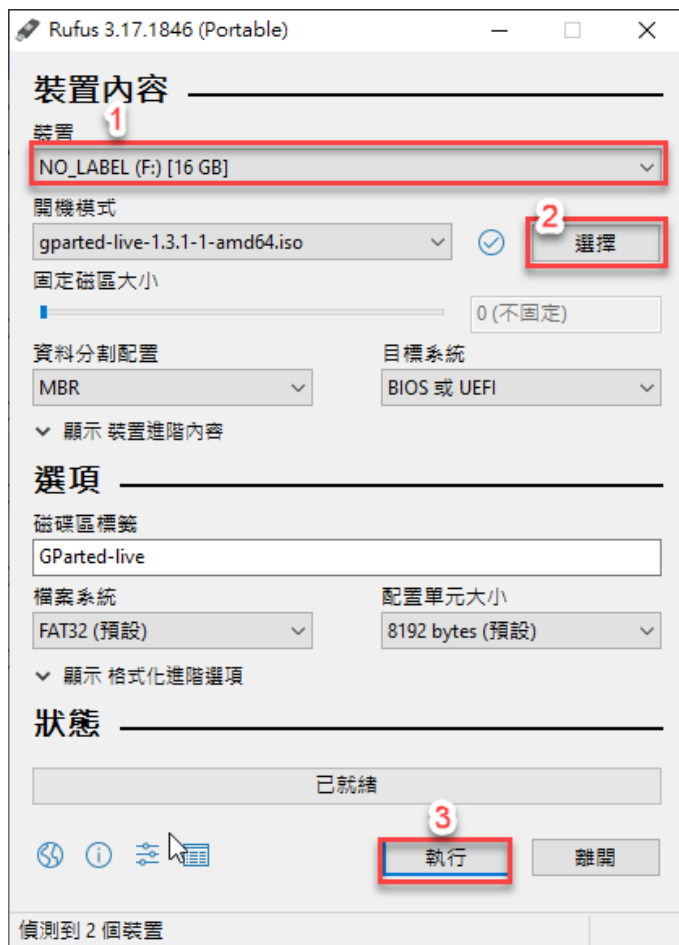 Rufus 3.17.1846 (Portable)
裝置內容
1
裝置
NO_LABEL (F:) [16 GB]
開機模式
2
gparted-live-1.3.1-1-amd64.iso
選擇
固定磁區大小
0 (不固定)
資料分割配置
目標系統
MBR
BIOS 或 UEFI
顯示 裝置進階內容
選項
磁碟區標籤
GParted-live
檔案系統
配置單元大小
FAT32 (預設)
8192 bytes (預設)
顯示 格式化進階選項
狀態
已就緒
3
執行
離開
偵測到 2 個裝置